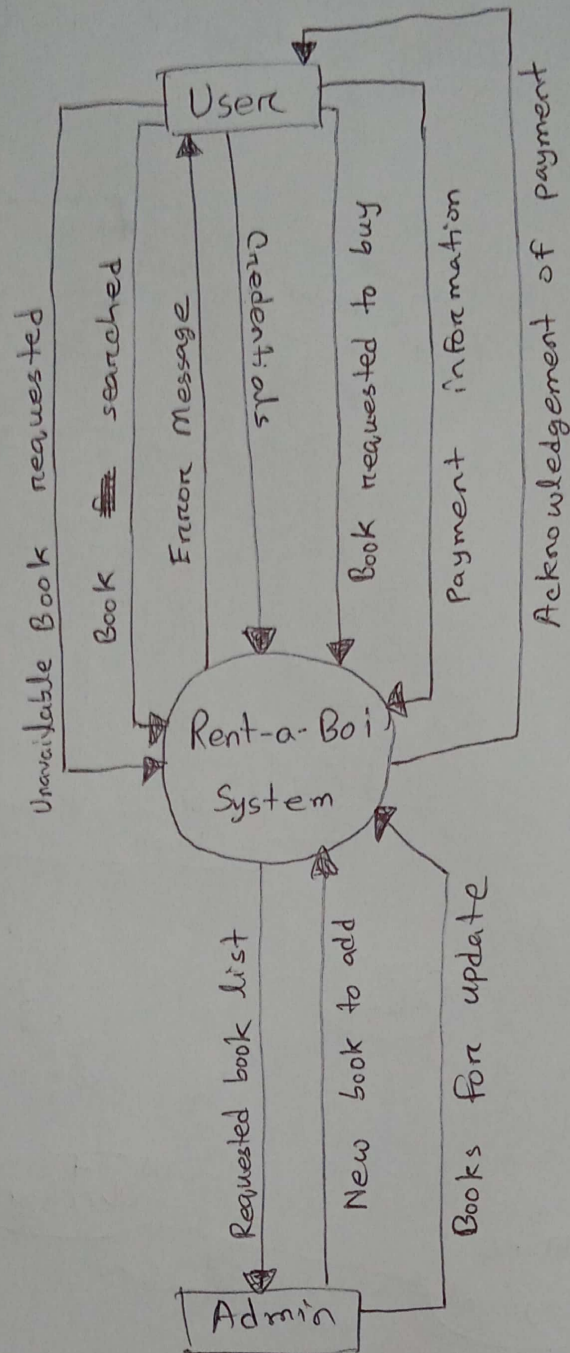 User
Unavailable Book requested
Book searched
Error Message
Credentials
Book requested to buy
Payment information
Acknowledgement of payment
Rent-a-Boi
System
Requested book list
New book to add
Books for update
Admin